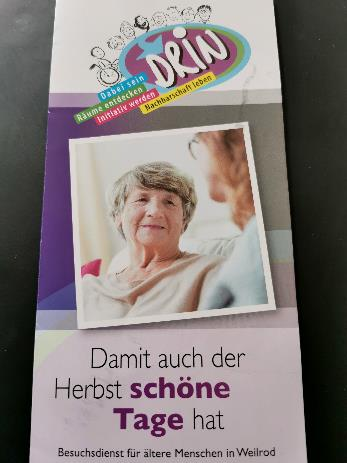 DRIN
Dabei sein
Räume entdecken
Initiativ werden
Nachbarschaft leben
Damit auch der
Herbst schöne
Tage hat
Besuchsdienst für ältere Menschen in Weilrod